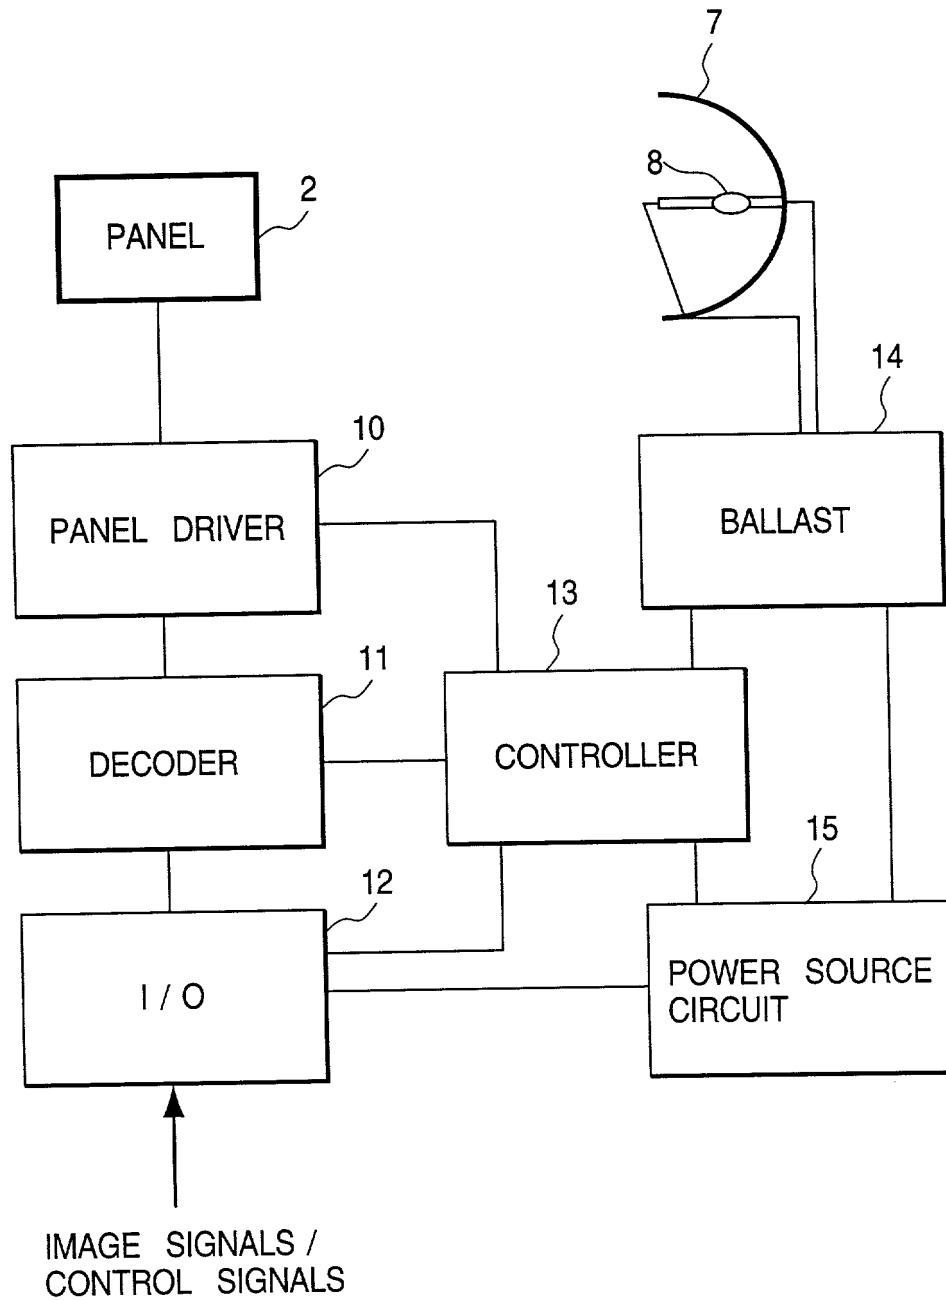 7
8
2
PANEL
14
10
PANEL DRIVER
BALLAST
13
11
DECODER
CONTROLLER
15
12
I / O
POWER SOURCE
CIRCUIT
IMAGE SIGNALS /
CONTROL SIGNALS